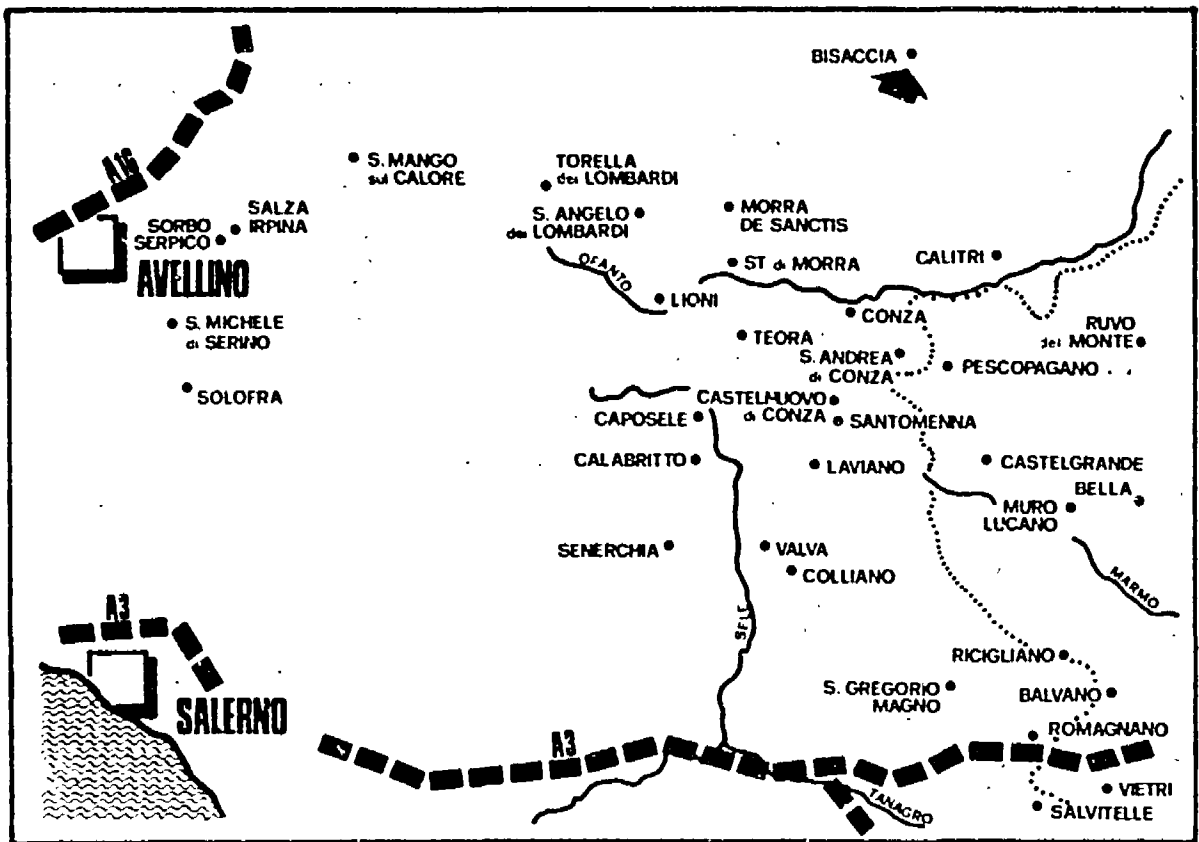 BISACCIA
A16
S. MANGO
sul CALORE
TORELLA
dei LOMBARDI
SALZA
IRPINA
SORBO
SERPICO
S. ANGELO
dei LOMBARDI
MORRA
DE SANCTIS
AVELLINO
OFANTO
ST di MORRA
CALITRI
LIONI
CONZA
S. MICHELE
di SERINO
TEORA
RUVO
del MONTE
S. ANDREA
di CONZA
PESCOPAGANO
SOLOFRA
CASTELNUOVO
di CONZA
CAPOSELE
SANTOMENNA
CALABRITTO
LAVIANO
CASTELGRANDE
BELLA
MURO
LUCANO
SENERCHIA
VALVA
COLLIANO
MARMO
A3
SELE
RICIGLIANO
S. GREGORIO
MAGNO
BALVANO
SALERNO
ROMAGNANO
A3
TANAGRO
VIETRI
SALVITELLE